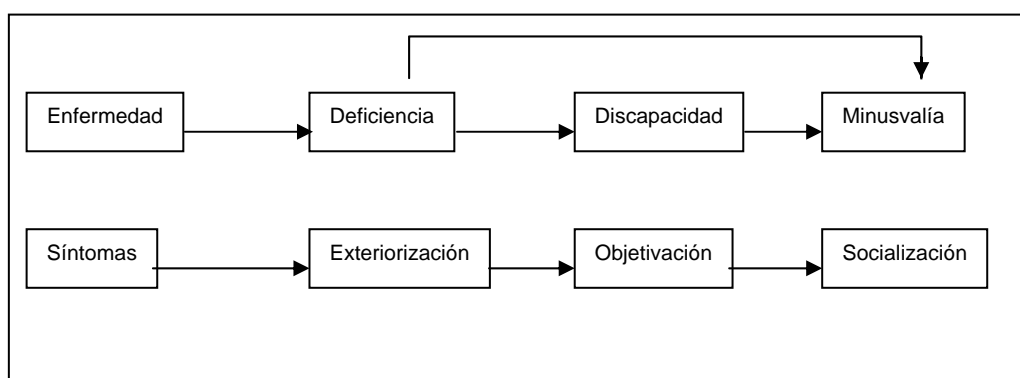 Enfermedad
Deficiencia
Discapacidad
Minusvalía
Síntomas
Exteriorización
Objetivación
Socialización